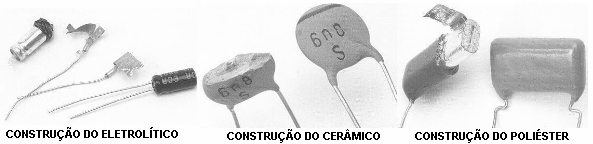 6n8
S
6n8
S
CONSTRUÇÃO DO ELETROLÍTICO
CONSTRUÇÃO DO CERÂMICO
CONSTRUÇÃO DO POLIÉSTER